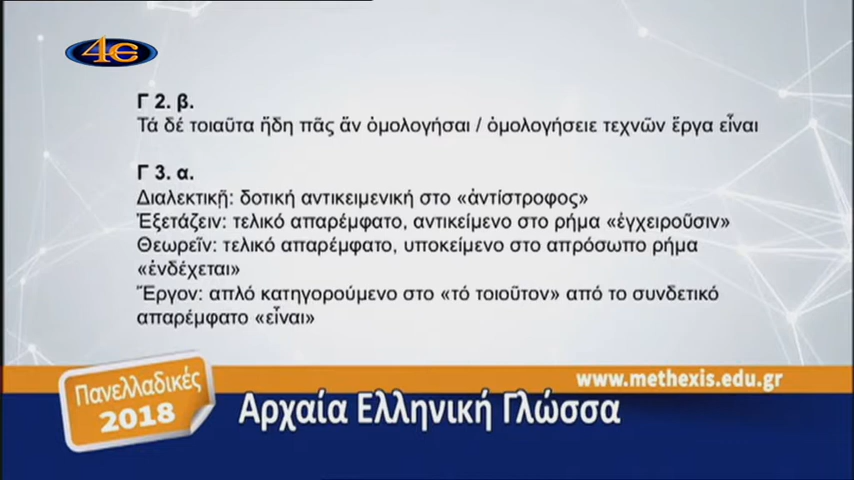 4ε
Γ 2. β.
Τά δέ τοιαῦτα ἤδη πᾶς ἄν ὁμολογήσαι / ὁμολογήσειε τεχνῶν ἔργα εἶναι
Γ 3. α.
Διαλεκτικῇ: δοτική αντικειμενική στο «ἀντίστροφος»
Ἐξετάζειν: τελικό απαρέμφατο, αντικείμενο στο ρήμα «ἐγχειροῦσιν»
Θεωρεῖν: τελικό απαρέμφατο, υποκείμενο στο απρόσωπο ρήμα
«ἐνδέχεται»
Ἔργον: απλό κατηγορούμενο στο «τό τοιοῦτον» από το συνδετικό
απαρέμφατο «εἶναι»
www.methexis.edu.gr
Πανελλαδικές
2018
Αρχαία Ελληνική Γλώσσα